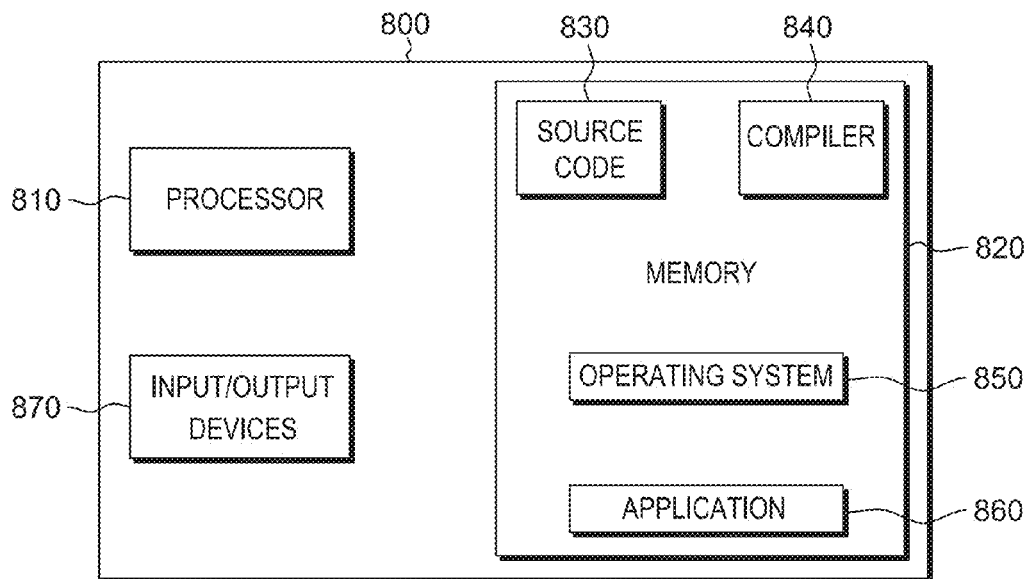 800
830
840
SOURCE
CODE
COMPILER
810
PROCESSOR
820
MEMORY
870
INPUT/OUTPUT
DEVICES
OPERATING SYSTEM
850
APPLICATION
860